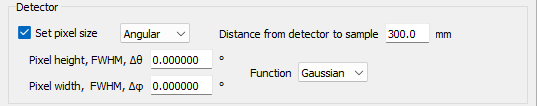 Detector
Set pixel size Angular Distance from detector to sample 300.0 mm
Pixel height, FWHM, Δθ 0.000000 °
Function Gaussian
Pixel width, FWHM, Δφ 0.000000 °